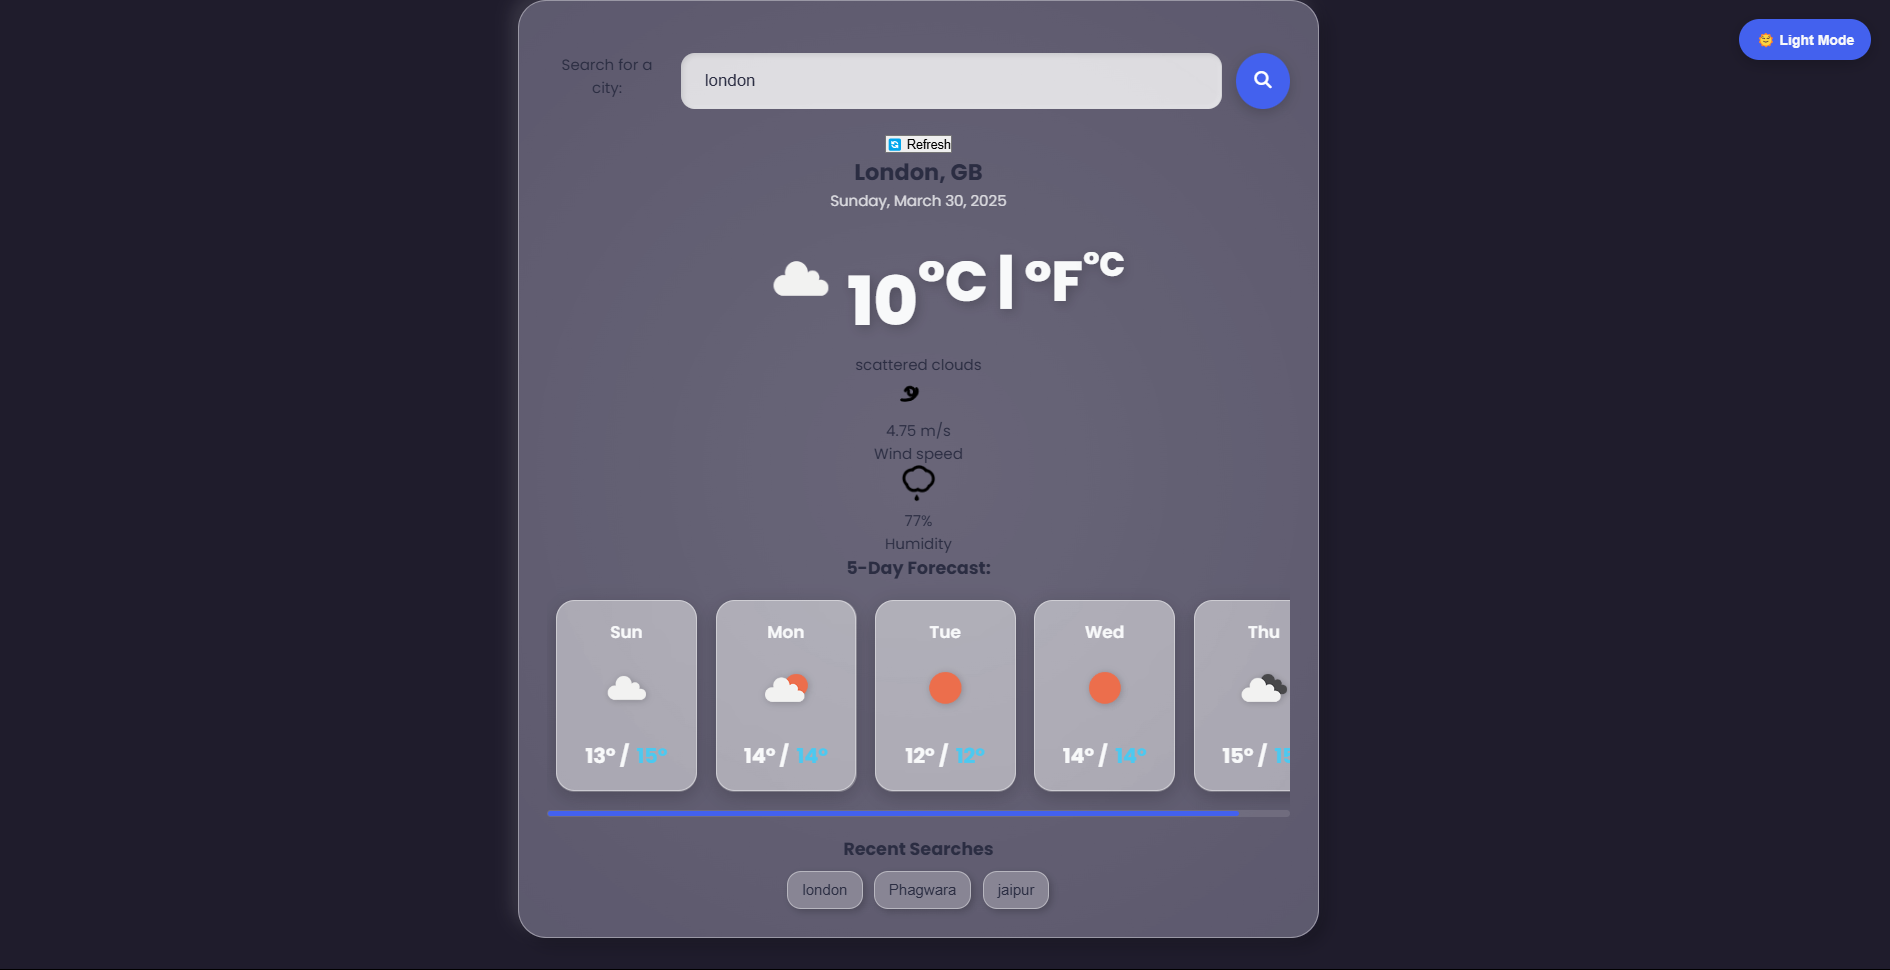 🌞 Light Mode
Search for a
city:
london
🔄 Refresh
London, GB
Sunday, March 30, 2025
10°C | °F°C
scattered clouds
4.75 m/s
Wind speed
77%
Humidity
5-Day Forecast:
Sun Mon Tue Wed Thu
13° / 15° 14° / 14° 12° / 12° 14° / 14° 15° /
Recent Searches
london Phagwara jaipur